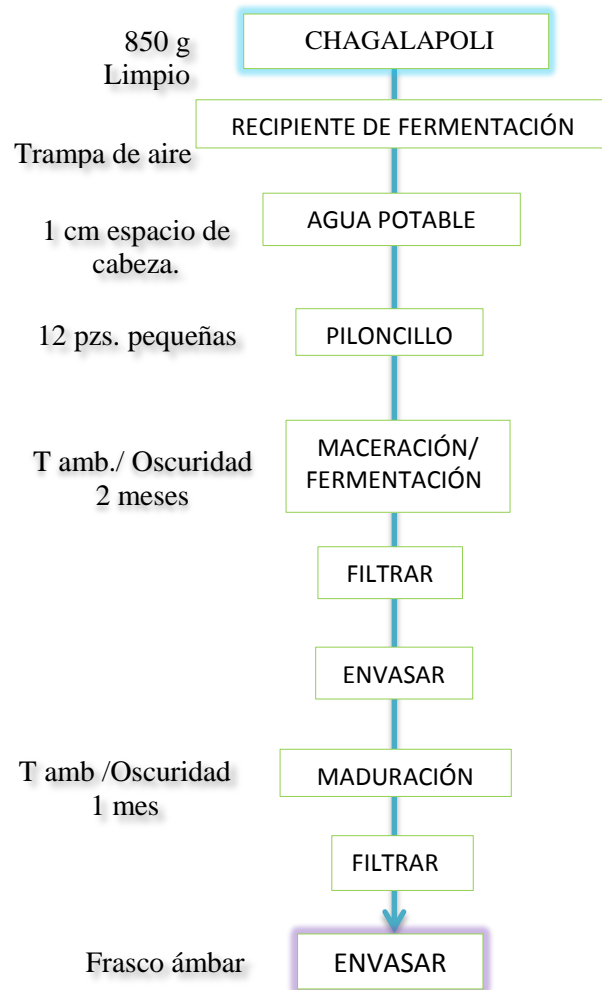 850 g
Limpio
CHAGALAPOLI
RECIPIENTE DE FERMENTACIÓN
Trampa de aire
AGUA POTABLE
1 cm espacio de
cabeza.
12 pzs. pequeñas
PILONCILLO
T amb./ Oscuridad
2 meses
MACERACIÓN/
FERMENTACIÓN
FILTRAR
ENVASAR
T amb /Oscuridad
1 mes
MADURACIÓN
FILTRAR
Frasco ámbar
ENVASAR